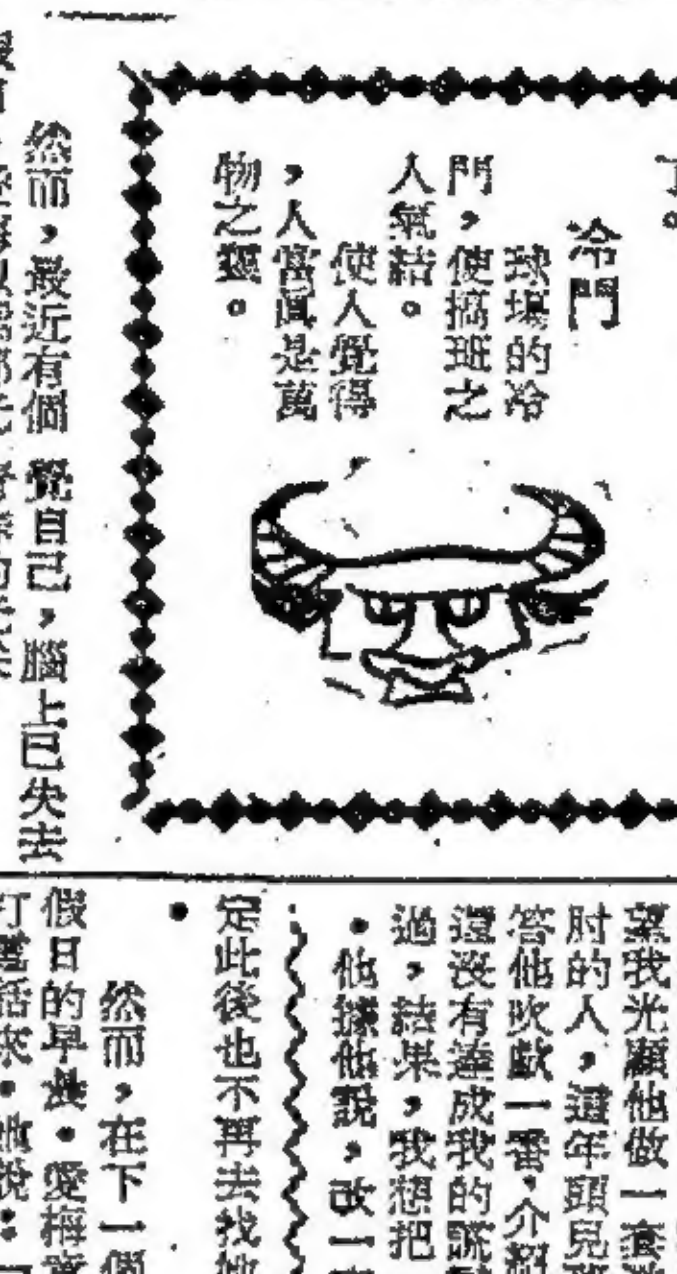 了。
冷門
球場的冷
門，使搞班之
人氣結。
使人覺得
，人當眞是萬
物之靈。
然而，最近有個
覺自己，腦上已失去
望我光顧他做一套
肘的人，這年頭兒
答他吹歔一番，介紹
還沒有達成我的
過，結果，我想把
。他據他說，改一
定此後也不再去找她
。
然而，在下一個
假日的早晨。愛梅
打電話來。她說：